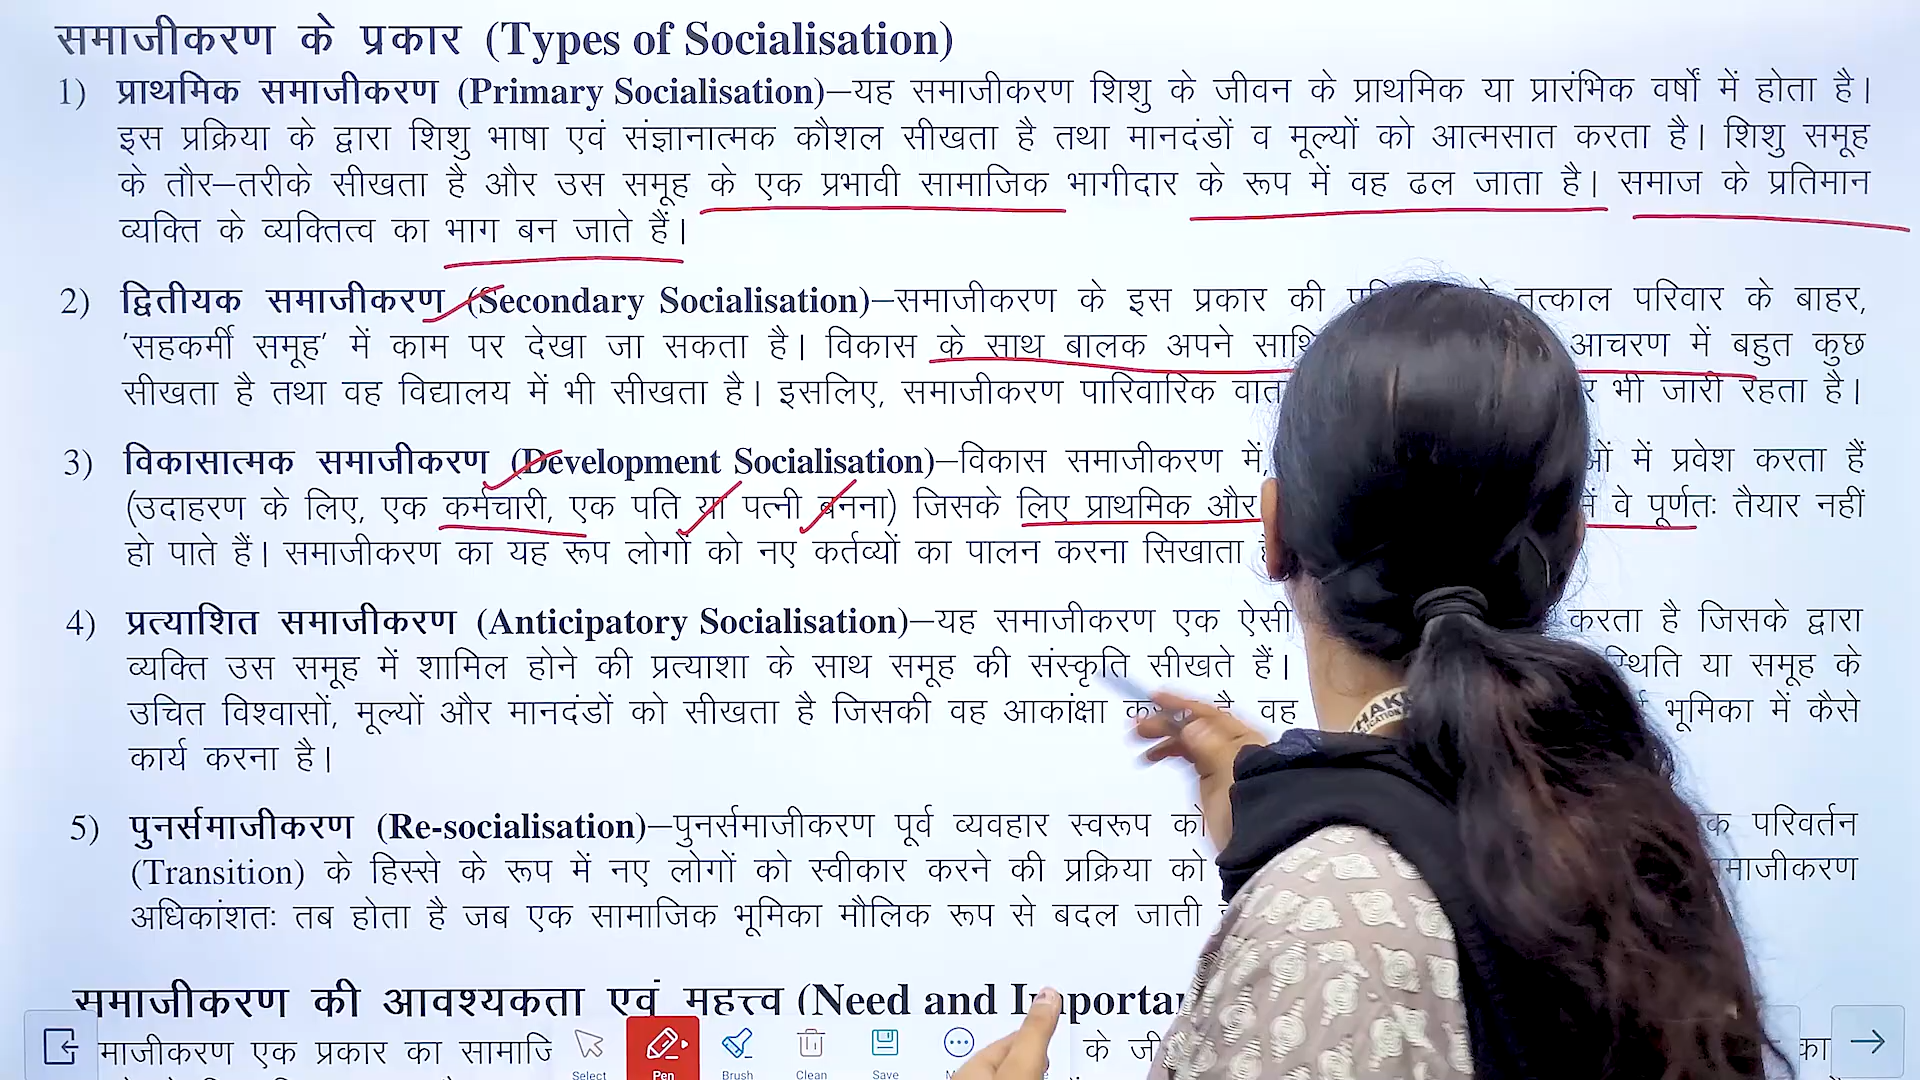 समाजीकरण के प्रकार (Types of Socialisation)
1) प्राथमिक समाजीकरण (Primary Socialisation)–यह समाजीकरण शिशु के जीवन के प्राथमिक या प्रारंभिक वर्षों में होता है।
इस प्रक्रिया के द्वारा शिशु भाषा एवं संज्ञानात्मक कौशल सीखता है तथा मानदंडों व मूल्यों को आत्मसात करता है। शिशु समूह
के तौर–तरीके सीखता है और उस समूह के एक प्रभावी सामाजिक भागीदार के रूप में वह ढल जाता है। समाज के प्रतिमान
व्यक्ति के व्यक्तित्व का भाग बन जाते हैं।
2) द्वितीयक समाजीकरण (Secondary Socialisation)–समाजीकरण के इस प्रकार की तत्काल परिवार के बाहर,
'सहकर्मी समूह' में काम पर देखा जा सकता है। विकास के साथ बालक अपने आचरण में बहुत कुछ
सीखता है तथा वह विद्यालय में भी सीखता है। इसलिए, समाजीकरण पारिवारिक भी जारी रहता है।
3) विकासात्मक समाजीकरण (Development Socialisation)–विकास समाजीकरण में, में प्रवेश करता हैं
(उदाहरण के लिए, एक कर्मचारी, एक पति या पत्नी बनना) जिसके लिए प्राथमिक और वे पूर्णतः तैयार नहीं
हो पाते हैं। समाजीकरण का यह रूप लोगों को नए कर्तव्यों का पालन करना सिखाता
4) प्रत्याशित समाजीकरण (Anticipatory Socialisation)–यह समाजीकरण एक ऐसी करता है जिसके द्वारा
व्यक्ति उस समूह में शामिल होने की प्रत्याशा के साथ समूह की संस्कृति सीखते हैं। या समूह के
उचित विश्वासों, मूल्यों और मानदंडों को सीखता है जिसकी वह आकांक्षा है, वह भूमिका में कैसे
कार्य करना है।
5) पुनर्समाजीकरण (Re-socialisation)–पुनर्समाजीकरण पूर्व व्यवहार स्वरूप को परिवर्तन
(Transition) के हिस्से के रूप में नए लोगों को स्वीकार करने की प्रक्रिया को
अधिकांशतः तब होता है जब एक सामाजिक भूमिका मौलिक रूप से बदल जाती
समाजीकरण की आवश्यकता एवं महत्त्व (Need and
एक प्रकार का के
Select Pen Brush Clean Save